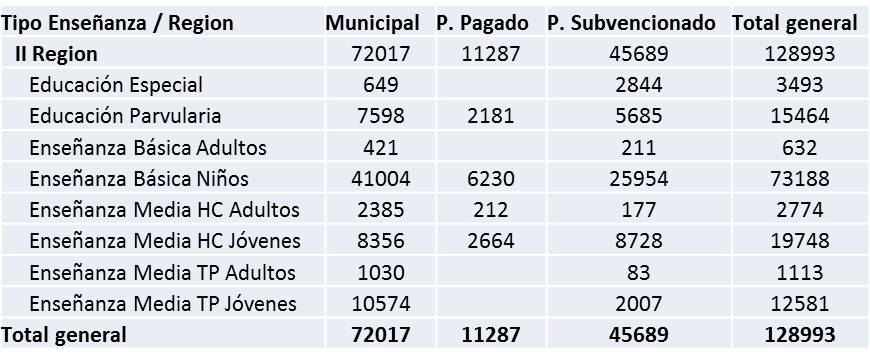 Tipo Enseñanza / Region Municipal P. Pagado P. Subvencionado Total general
II Region 72017 11287 45689 128993
Educación Especial 649 2844 3493
Educación Parvularia 7598 2181 5685 15464
Enseñanza Básica Adultos 421 211 632
Enseñanza Básica Niños 41004 6230 25954 73188
Enseñanza Media HC Adultos 2385 212 177 2774
Enseñanza Media HC Jóvenes 8356 2664 8728 19748
Enseñanza Media TP Adultos 1030 83 1113
Enseñanza Media TP Jóvenes 10574 2007 12581
Total general 72017 11287 45689 128993